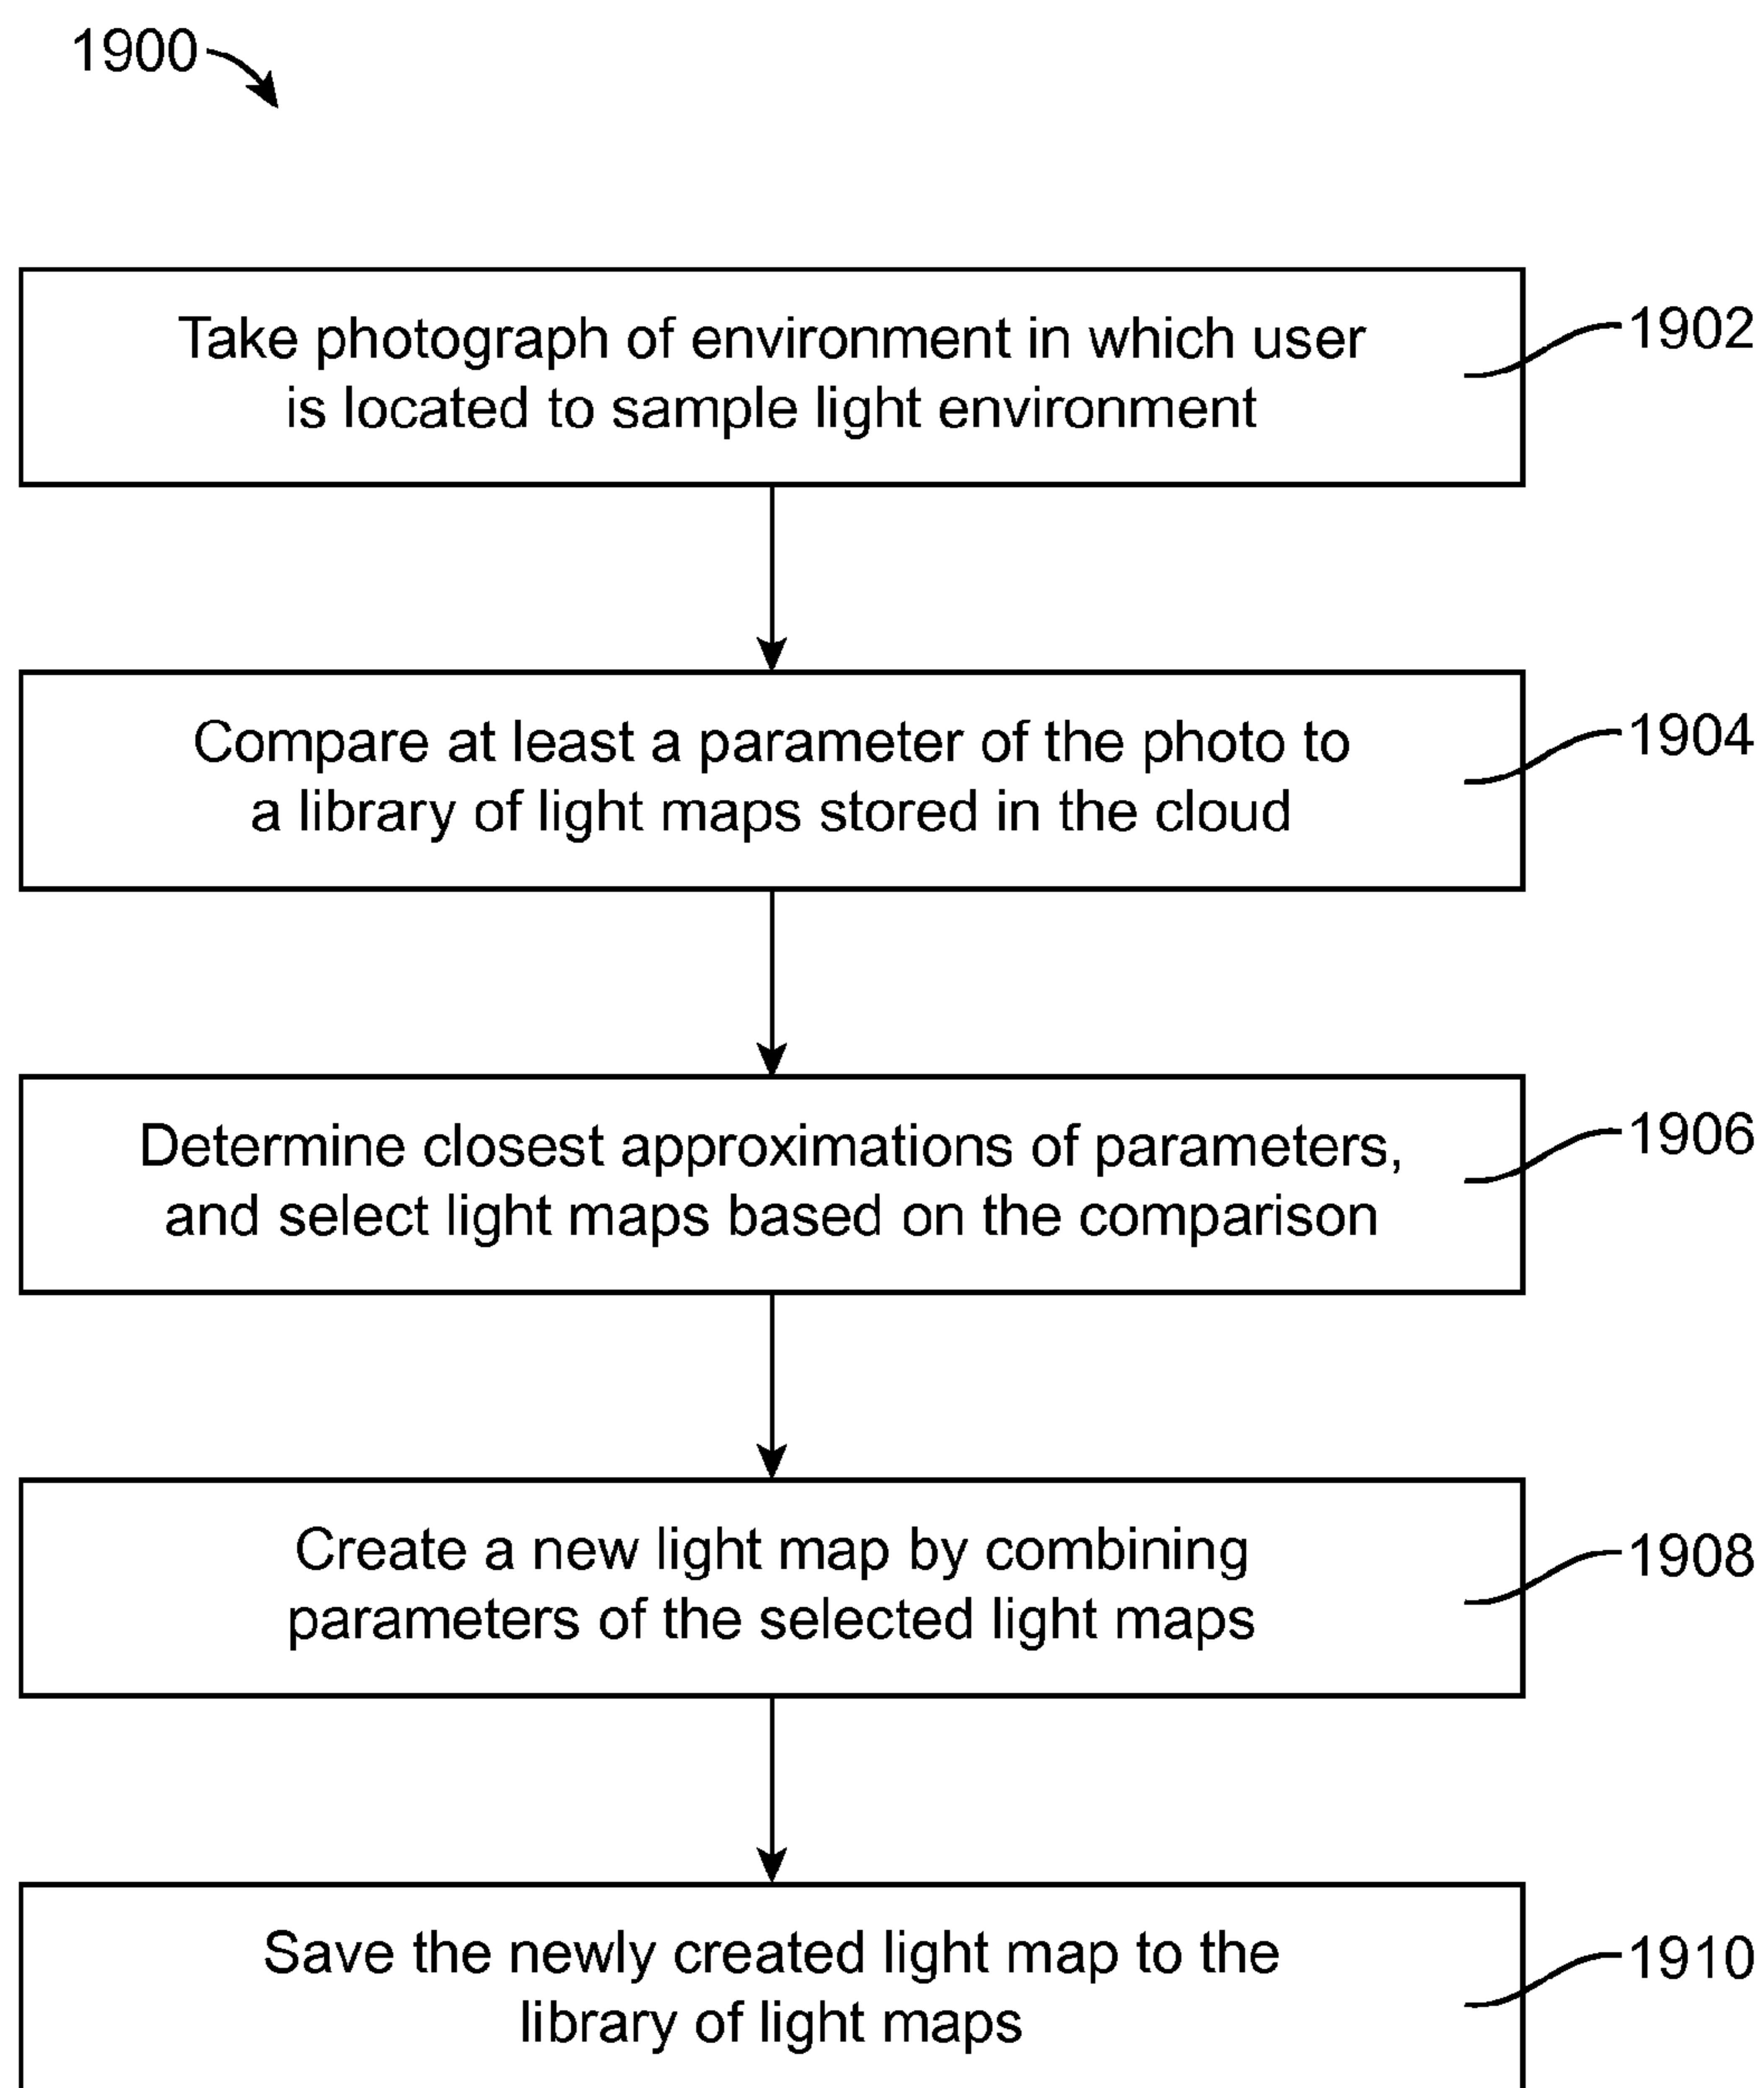 1900
Take photograph of environment in which user
is located to sample light environment
1902
Compare at least a parameter of the photo to
a library of light maps stored in the cloud
1904
Determine closest approximations of parameters,
and select light maps based on the comparison
1906
Create a new light map by combining
parameters of the selected light maps
1908
Save the newly created light map to the
library of light maps
1910